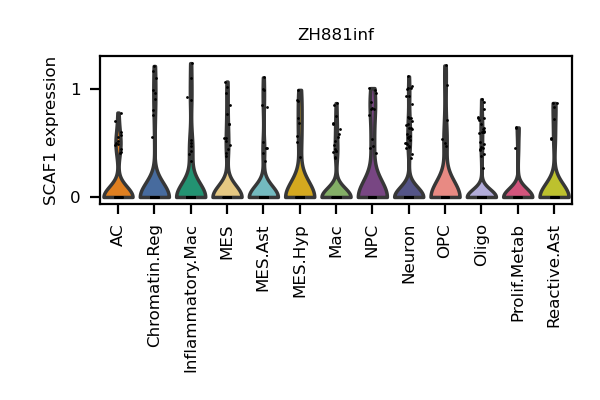 ZH881inf
SCAF1 expression
1
0
AC
Chromatin.Reg
Inflammatory.Mac
MES
MES.Ast
MES.Hyp
Mac
NPC
Neuron
OPC
Oligo
Prolif.Metab
Reactive.Ast